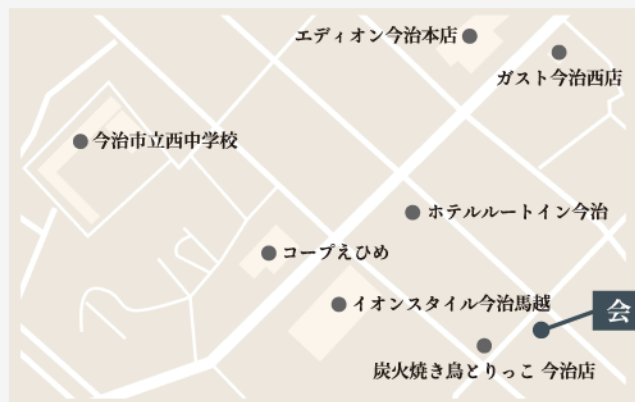 エディオン今治本店
ガスト今治西店
今治市立西中学校
ホテルルートイン今治
コープえひめ
イオンスタイル今治馬越
会
炭火焼き鳥とりっこ 今治店